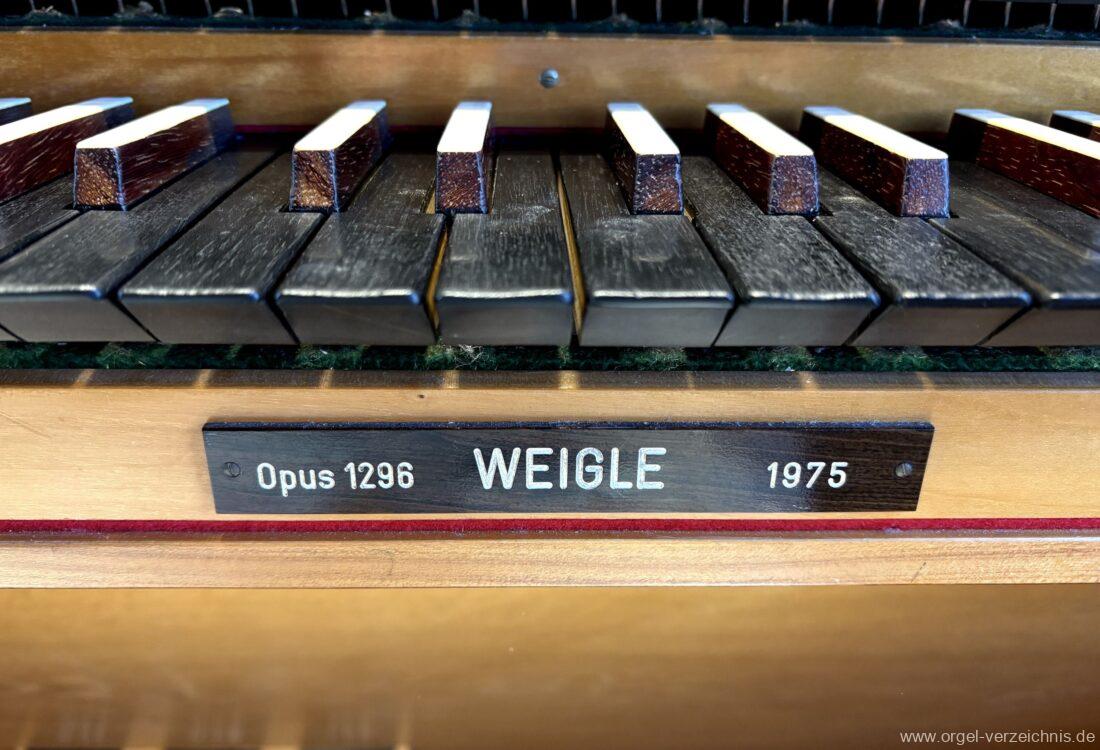 Opus 1296 WEIGLE 1975
www.orgel-verzeichnis.de